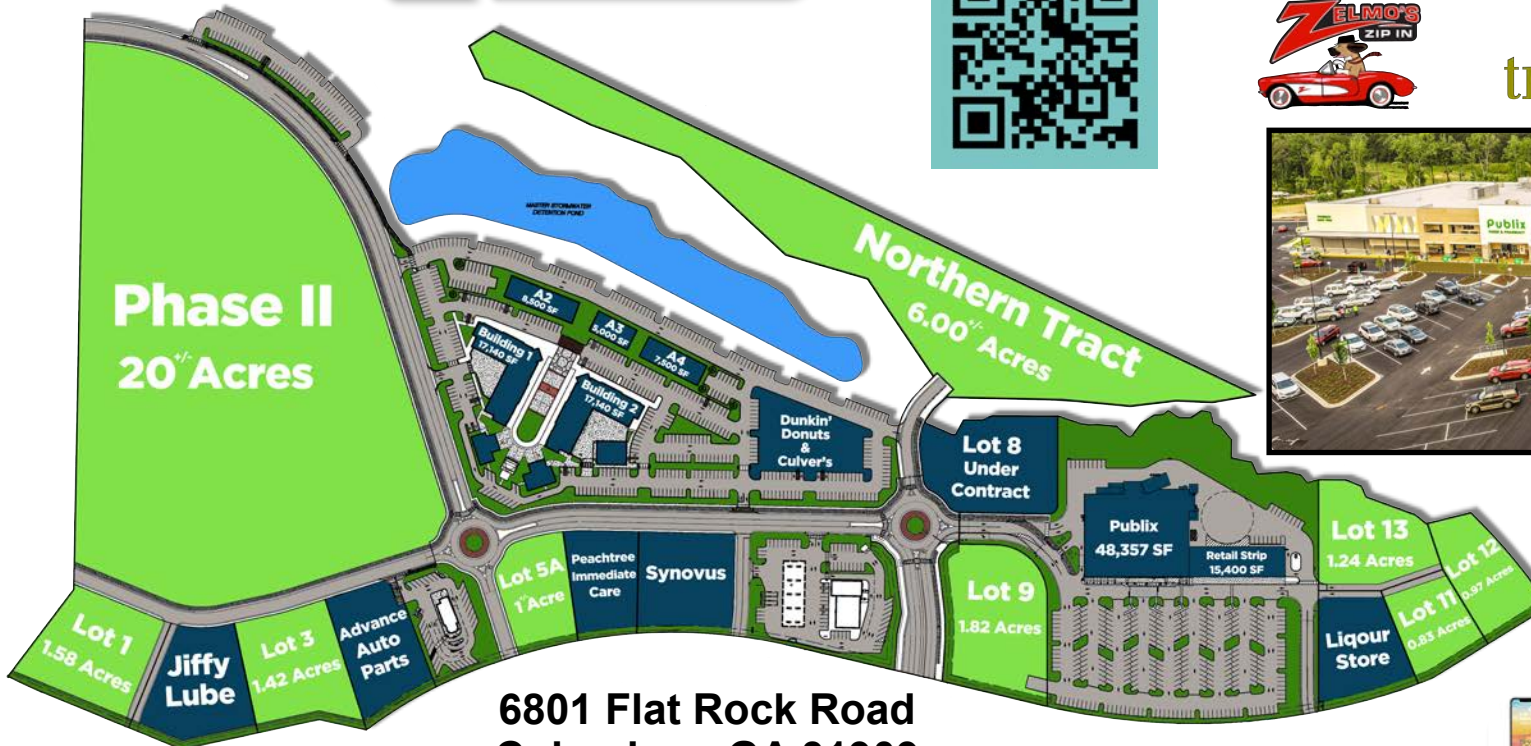 ZELMO'S
ZIP IN
Publix
MASTER STORMWATER
DETENTION POND
Northern Tract
6.00+/- Acres
Phase II
20+/- Acres
A2
8,500 SF
A3
5,000 SF
A4
7,500 SF
Building 1
17,140 SF
Building 2
17,140 SF
Dunkin'
Donuts
&
Culver's
Lot 8
Under
Contract
Publix
48,357 SF
Retail Strip
15,400 SF
Lot 13
1.24 Acres
Lot 12
0.97 Acres
Lot 11
0.83 Acres
Liqour
Store
Lot 9
1.82 Acres
Synovus
Peachtree
Immediate
Care
Lot 5A
1+/- Acre
Advance
Auto
Parts
Lot 3
1.42 Acres
Jiffy
Lube
Lot 1
1.58 Acres
6801 Flat Rock Road